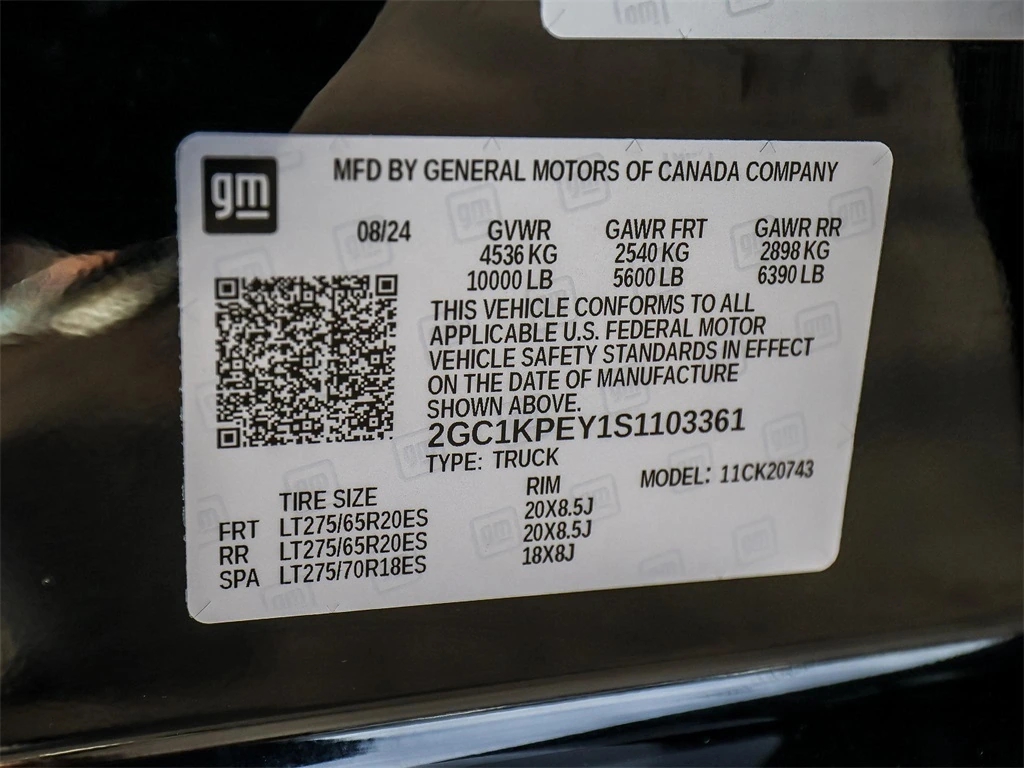 gm
MFD BY GENERAL MOTORS OF CANADA COMPANY
08/24 GVWR GAWR FRT GAWR RR
4536 KG 2540 KG 2898 KG
10000 LB 5600 LB 6390 LB
THIS VEHICLE CONFORMS TO ALL
APPLICABLE U.S. FEDERAL MOTOR
VEHICLE SAFETY STANDARDS IN EFFECT
ON THE DATE OF MANUFACTURE
SHOWN ABOVE.
2GC1KPEY1S1103361
TYPE: TRUCK MODEL: 11CK20743
TIRE SIZE RIM
FRT LT275/65R20ES 20X8.5J
RR LT275/65R20ES 20X8.5J
SPA LT275/70R18ES 18X8J